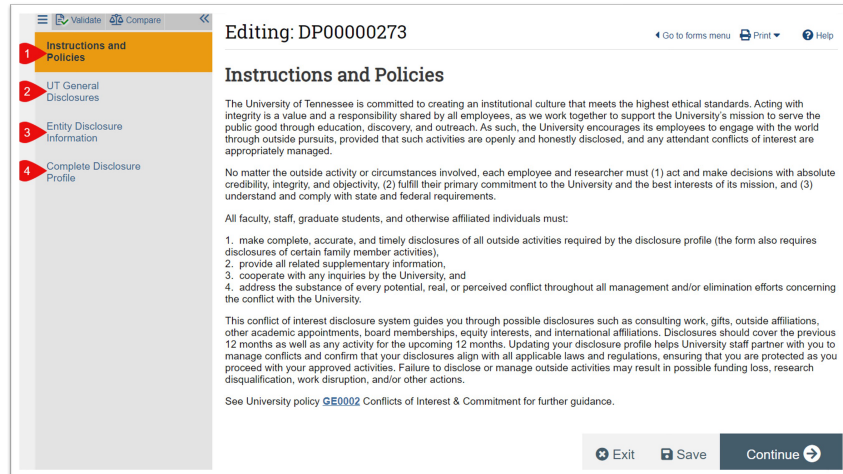 Validate Compare
Editing: DP00000273
Go to forms menu Print Help
1 Instructions and
Policies
2 UT General
Disclosures
3 Entity Disclosure
Information
4 Complete Disclosure
Profile
Instructions and Policies
The University of Tennessee is committed to creating an institutional culture that meets the highest ethical standards. Acting with
integrity is a value and a responsibility shared by all employees, as we work together to support the University's mission to serve the
public good through education, discovery, and outreach. As such, the University encourages its employees to engage with the world
through outside pursuits, provided that such activities are openly and honestly disclosed, and any attendant conflicts of interest are
appropriately managed.
No matter the outside activity or circumstances involved, each employee and researcher must (1) act and make decisions with absolute
credibility, integrity, and objectivity, (2) fulfill their primary commitment to the University and the best interests of its mission, and (3)
understand and comply with state and federal requirements.
All faculty, staff, graduate students, and otherwise affiliated individuals must:
1. make complete, accurate, and timely disclosures of all outside activities required by the disclosure profile (the form also requires
disclosures of certain family member activities),
2. provide all related supplementary information,
3. cooperate with any inquiries by the University, and
4. address the substance of every potential, real, or perceived conflict throughout all management and/or elimination efforts concerning
the conflict with the University.
This conflict of interest disclosure system guides you through possible disclosures such as consulting work, gifts, outside affiliations,
other academic appointments, board memberships, equity interests, and international affiliations. Disclosures should cover the previous
12 months as well as any activity for the upcoming 12 months. Updating your disclosure profile helps University staff partner with you to
manage conflicts and confirm that your disclosures align with all applicable laws and regulations, ensuring that you are protected as you
proceed with your approved activities. Failure to disclose or manage outside activities may result in possible funding loss, research
disqualification, work disruption, and/or other actions.
See University policy GE0002 Conflicts of Interest & Commitment for further guidance.
Exit Save Continue